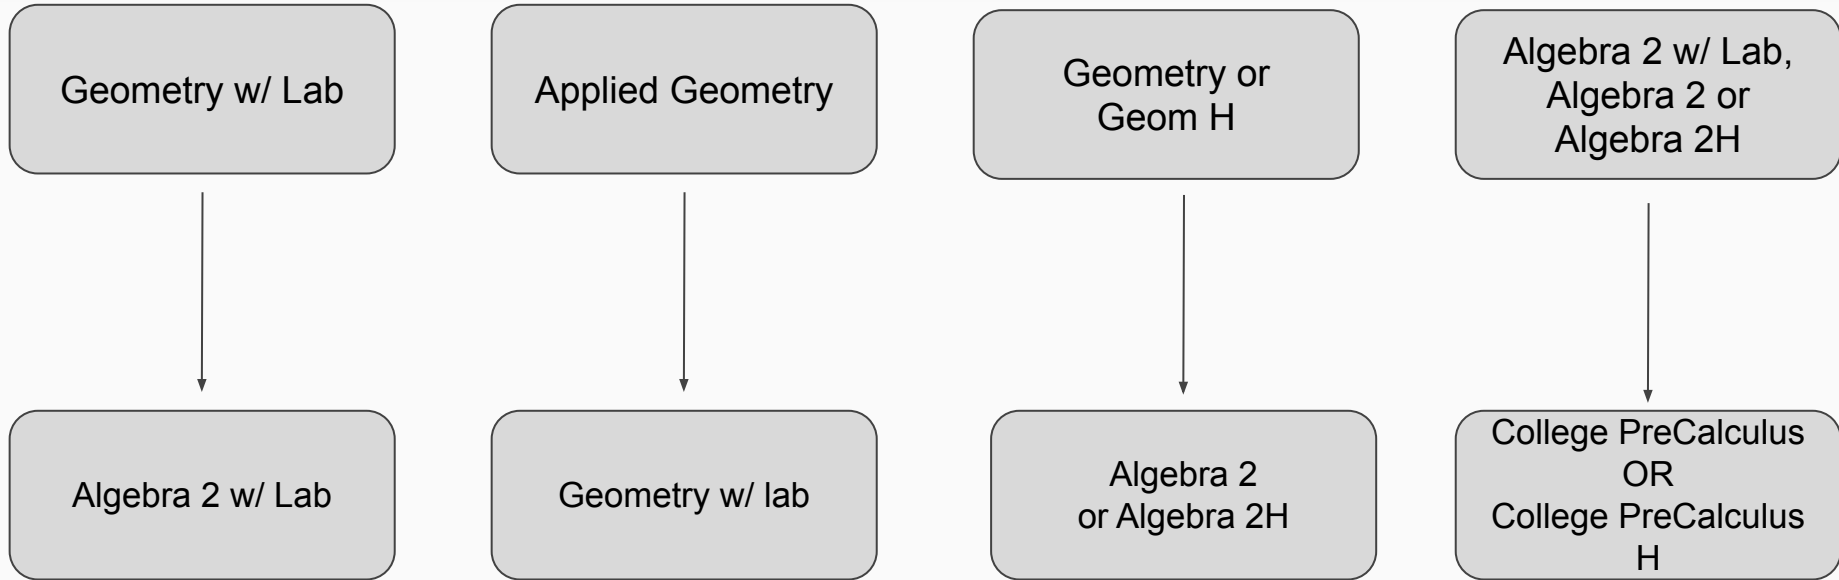 Geometry w/ Lab
Applied Geometry
Geometry or
Geom H
Algebra 2 w/ Lab,
Algebra 2 or
Algebra 2H
Algebra 2 w/ Lab
Geometry w/ lab
Algebra 2
or Algebra 2H
College PreCalculus
OR
College PreCalculus
H